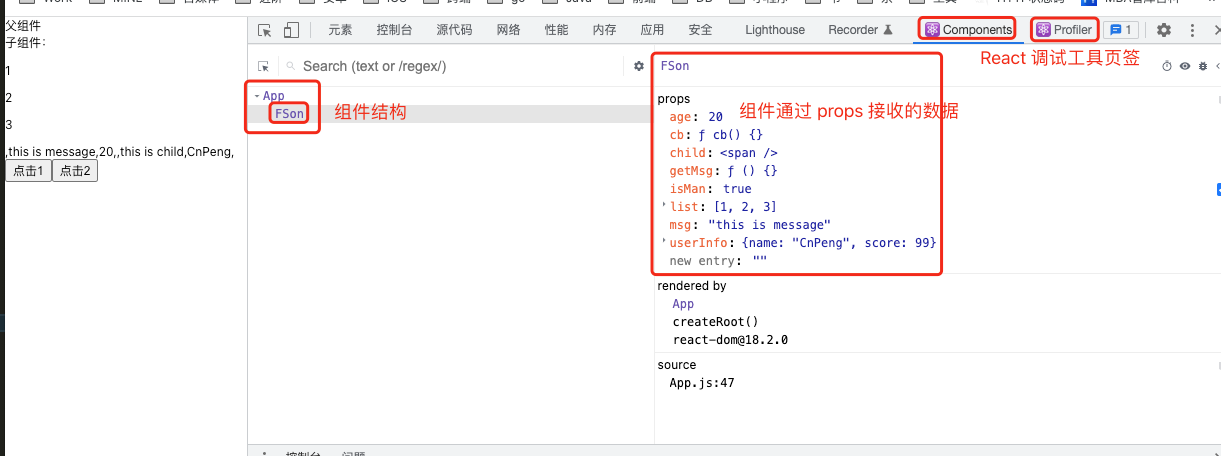 父组件
子组件：
1
2
3
,this is message,20,,this is child,CnPeng,
点击1 点击2
元素 控制台 源代码 网络 性能 内存 应用 安全 Lighthouse Recorder Components Profiler 1
React 调试工具页签
Search (text or /regex/)
App
FSon
组件结构
FSon
props
组件通过 props 接收的数据
age: 20
cb: ƒ cb() {}
child: <span />
getMsg: ƒ () {}
isMan: true
list: [1, 2, 3]
msg: "this is message"
userInfo: {name: "CnPeng", score: 99}
new entry: ""
rendered by
App
createRoot()
react-dom@18.2.0
source
App.js:47